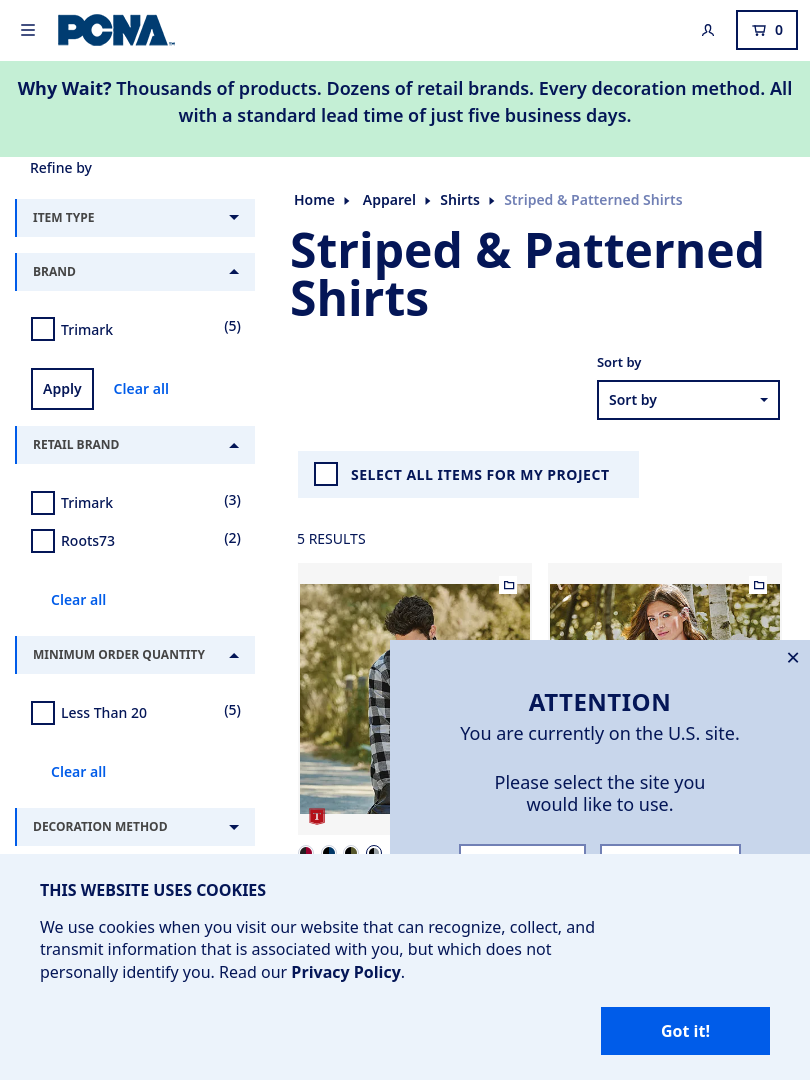 PCNA
0
Why Wait? Thousands of products. Dozens of retail brands. Every decoration method. All
with a standard lead time of just five business days.
Refine by
ITEM TYPE
BRAND
Trimark
(5)
Apply
Clear all
RETAIL BRAND
Trimark
(3)
Roots73
(2)
Clear all
MINIMUM ORDER QUANTITY
Less Than 20
(5)
Clear all
DECORATION METHOD
Home
Apparel
Shirts
Striped & Patterned Shirts
Striped & Patterned
Shirts
Sort by
Sort by
SELECT ALL ITEMS FOR MY PROJECT
5 RESULTS
T
ATTENTION
You are currently on the U.S. site.
Please select the site you
would like to use.
THIS WEBSITE USES COOKIES
We use cookies when you visit our website that can recognize, collect, and
transmit information that is associated with you, but which does not
personally identify you. Read our Privacy Policy.
Got it!